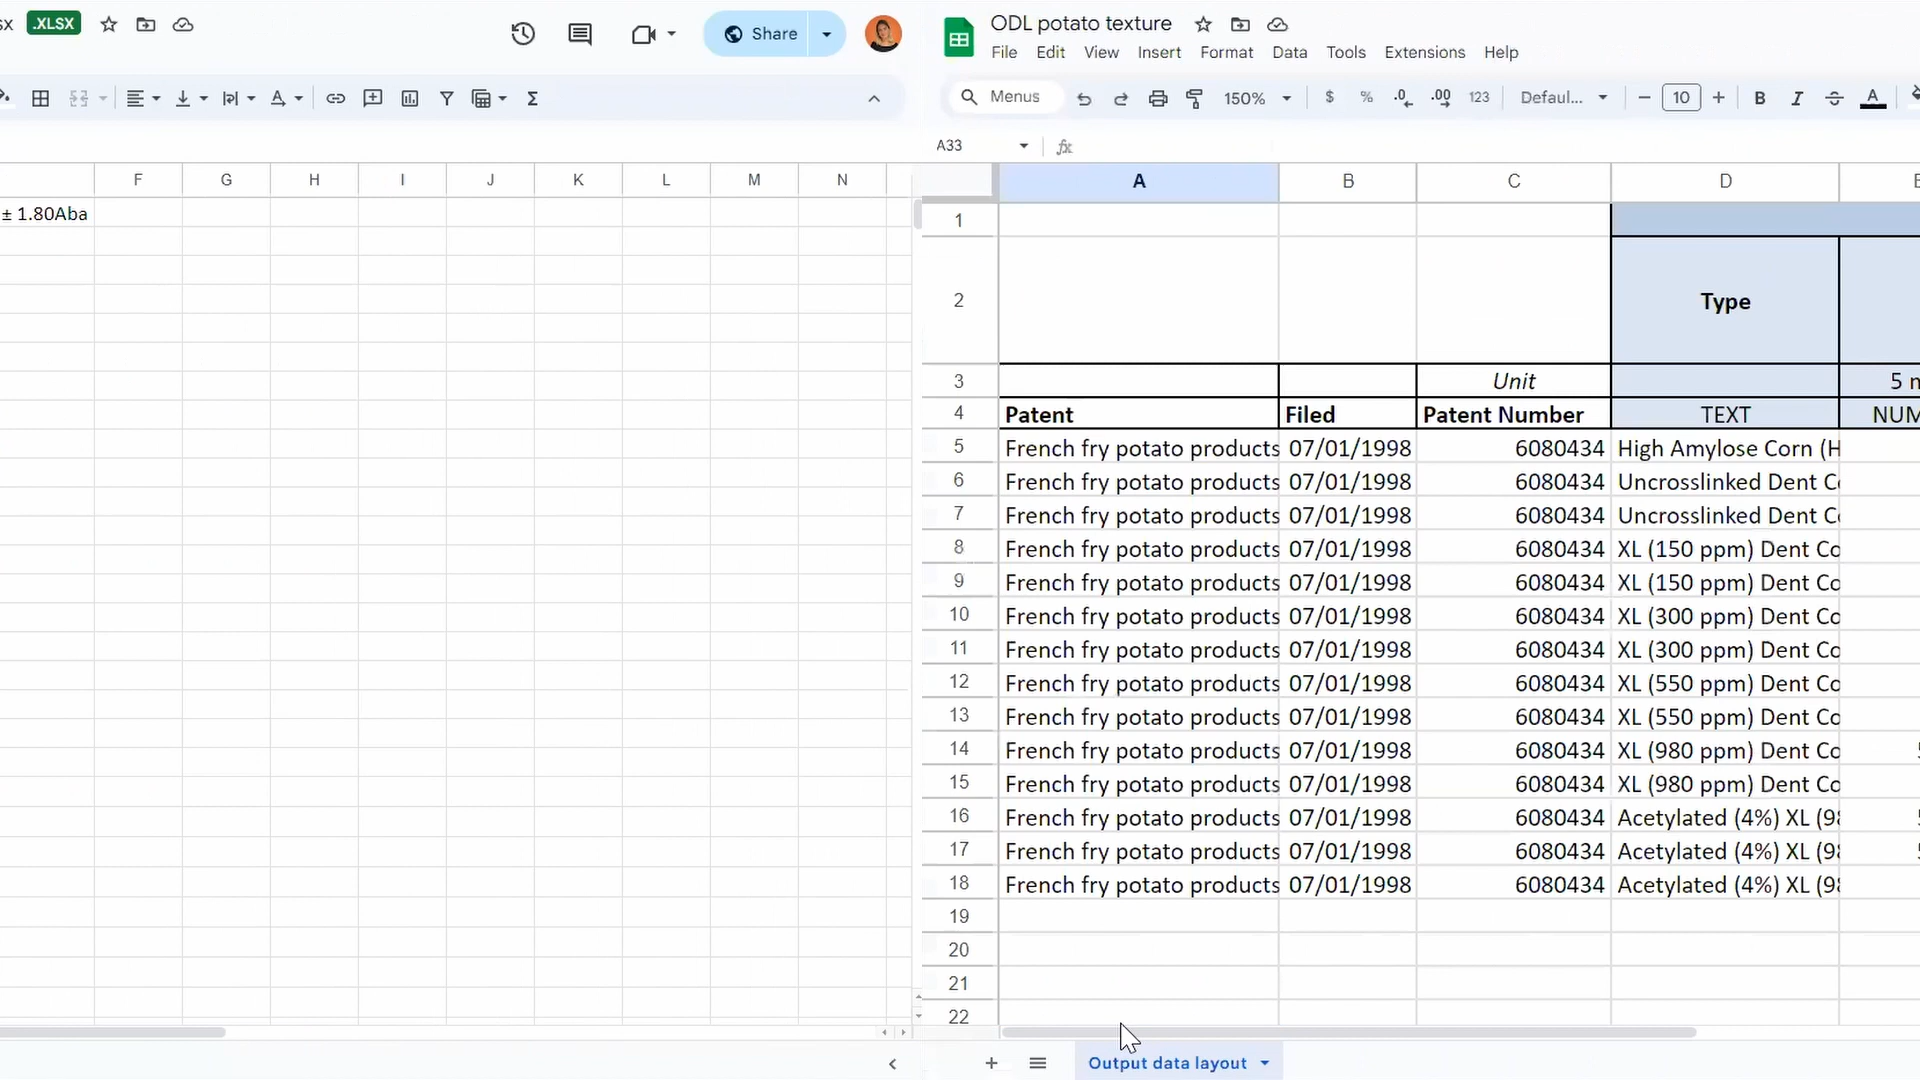 .XLSX
Share
F G H I J K L M N
± 1.80Aba
ODL potato texture
File Edit View Insert Format Data Tools Extensions Help
Menus 150% $ % .0 .00 123 Defaul... 10 B I A
A33 fx
A B C D
1
2 Type
3 Unit 5
4 Patent Filed Patent Number TEXT NUM
5 French fry potato products 07/01/1998 6080434 High Amylose Corn (H
6 French fry potato products 07/01/1998 6080434 Uncrosslinked Dent C
7 French fry potato products 07/01/1998 6080434 Uncrosslinked Dent C
8 French fry potato products 07/01/1998 6080434 XL (150 ppm) Dent Co
9 French fry potato products 07/01/1998 6080434 XL (150 ppm) Dent Co
10 French fry potato products 07/01/1998 6080434 XL (300 ppm) Dent Co
11 French fry potato products 07/01/1998 6080434 XL (300 ppm) Dent Co
12 French fry potato products 07/01/1998 6080434 XL (550 ppm) Dent Co
13 French fry potato products 07/01/1998 6080434 XL (550 ppm) Dent Co
14 French fry potato products 07/01/1998 6080434 XL (980 ppm) Dent Co
15 French fry potato products 07/01/1998 6080434 XL (980 ppm) Dent Co
16 French fry potato products 07/01/1998 6080434 Acetylated (4%) XL (98
17 French fry potato products 07/01/1998 6080434 Acetylated (4%) XL (98
18 French fry potato products 07/01/1998 6080434 Acetylated (4%) XL (98
19
20
21
22
Output data layout